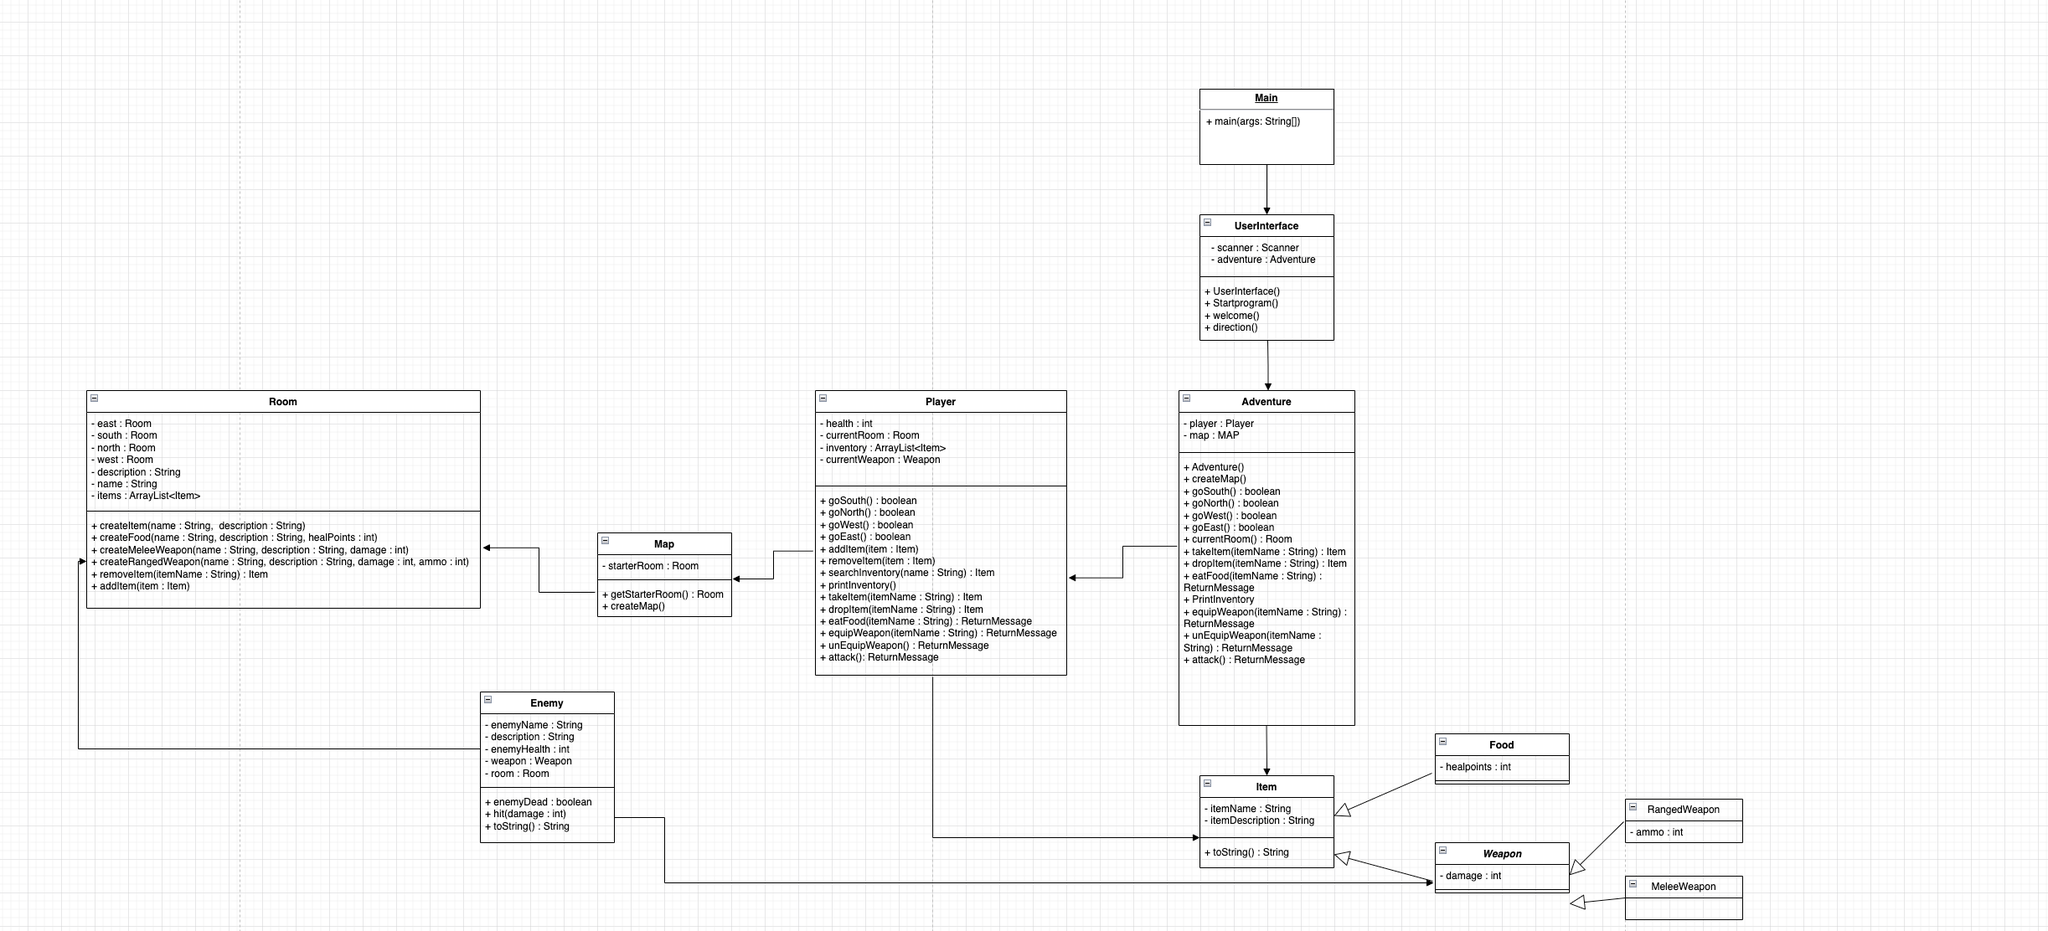 Main
+ main(args: String[])
UserInterface
- scanner : Scanner
- adventure : Adventure
+ UserInterface()
+ Startprogram()
+ welcome()
+ direction()
Room
- east : Room
- south : Room
- north : Room
- west : Room
- description : String
- name : String
- items : ArrayList<Item>
+ createItem(name : String,  description : String)
+ createFood(name : String, description : String, healPoints : int)
+ createMeleeWeapon(name : String, description : String, damage : int)
+ createRangedWeapon(name : String, description : String, damage : int, ammo : int)
+ removeItem(itemName : String) : Item
+ addItem(item : Item)
Map
- starterRoom : Room
+ getStarterRoom() : Room
+ createMap()
Player
- health : int
- currentRoom : Room
- inventory : ArrayList<Item>
- currentWeapon : Weapon
+ goSouth() : boolean
+ goNorth() : boolean
+ goWest() : boolean
+ goEast() : boolean
+ addItem(item : Item)
+ removeItem(item : Item)
+ searchInventory(name : String) : Item
+ printInventory()
+ takeItem(itemName : String) : Item
+ dropItem(itemName : String) : Item
+ eatFood(itemName : String) : ReturnMessage
+ equipWeapon(itemName : String) : ReturnMessage
+ unEquipWeapon() : ReturnMessage
+ attack(): ReturnMessage
Adventure
- player : Player
- map : MAP
+ Adventure()
+ createMap()
+ goSouth() : boolean
+ goNorth() : boolean
+ goWest() : boolean
+ goEast() : boolean
+ currentRoom() : Room
+ takeItem(itemName : String) : Item
+ dropItem(itemName : String) : Item
+ eatFood(itemName : String) :
ReturnMessage
+ PrintInventory
+ equipWeapon(itemName : String) :
ReturnMessage
+ unEquipWeapon(itemName :
String) : ReturnMessage
+ attack() : ReturnMessage
Enemy
- enemyName : String
- description : String
- enemyHealth : int
- weapon : Weapon
- room : Room
+ enemyDead : boolean
+ hit(damage : int)
+ toString() : String
Item
- itemName : String
- itemDescription : String
+ toString() : String
Food
- healpoints : int
Weapon
- damage : int
RangedWeapon
- ammo : int
MeleeWeapon